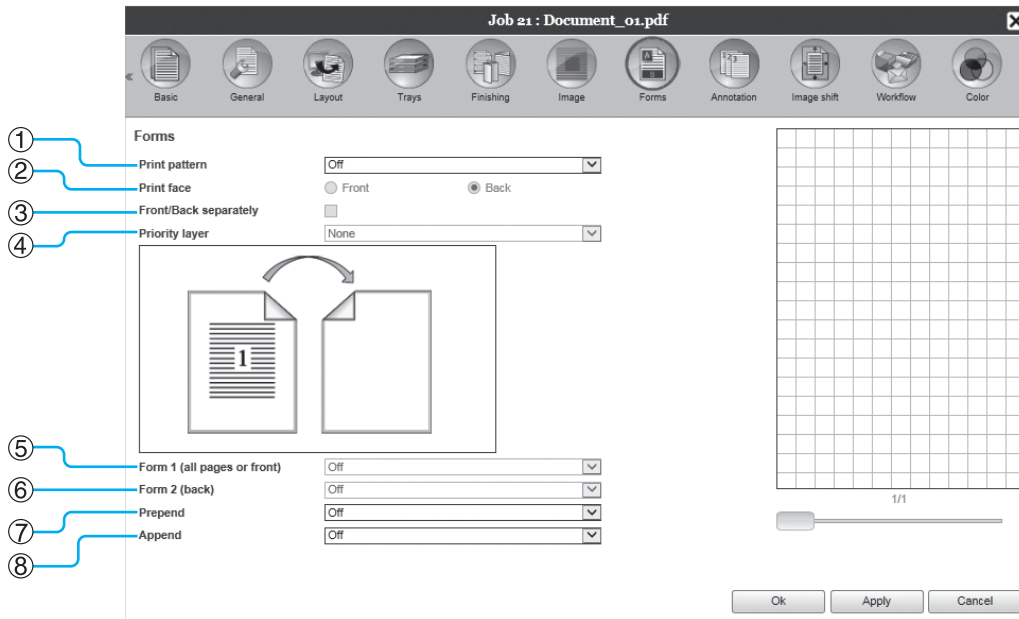 Job 21 : Document_01.pdf
« Basic General Layout Trays Finishing Image Forms Annotation Image shift Workflow Color
Forms
① Print pattern Off
② Print face Front Back
③ Front/Back separately
④ Priority layer None
1
⑤ Form 1 (all pages or front) Off
⑥ Form 2 (back) Off
⑦ Prepend Off
⑧ Append Off
1/1
Ok Apply Cancel